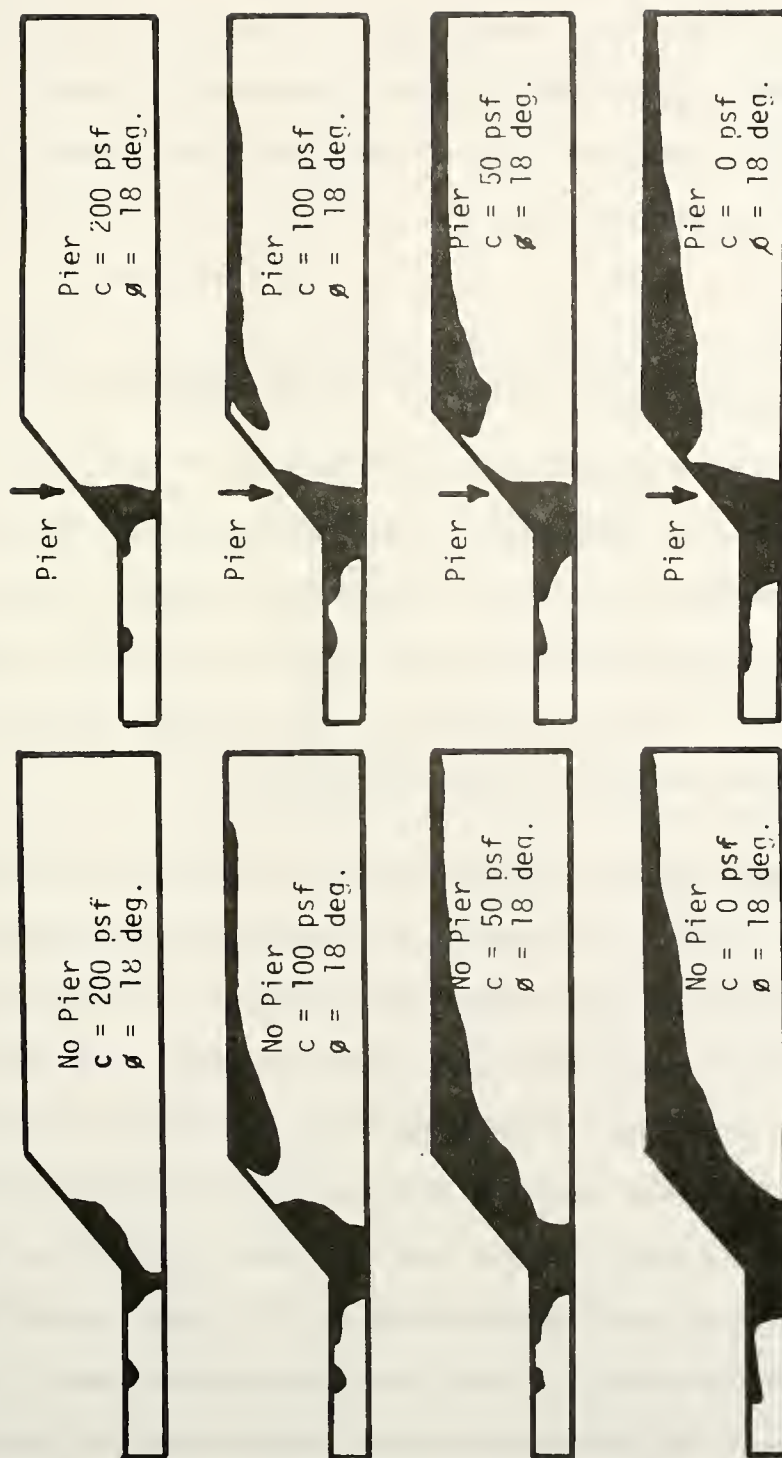 No Pier
c = 200 psf
ø = 18 deg.
Pier
Pier
c = 200 psf
ø = 18 deg.
No Pier
c = 100 psf
ø = 18 deg.
Pier
Pier
c = 100 psf
ø = 18 deg.
No Pier
c = 50 psf
ø = 18 deg.
Pier
Pier
c = 50 psf
ø = 18 deg.
No Pier
c = 0 psf
ø = 18 deg.
Pier
Pier
c = 0 psf
ø = 18 deg.